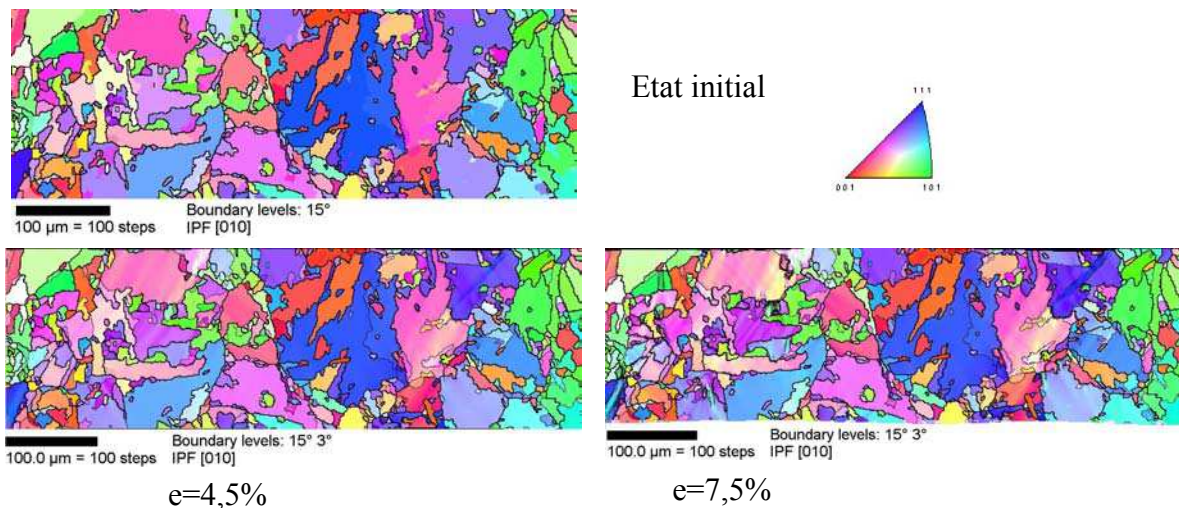 Etat initial
1 1 1
0 0 1
1 0 1
Boundary levels: 15°
100 µm = 100 steps
IPF [010]
Boundary levels: 15° 3°
100.0 µm = 100 steps
IPF [010]
Boundary levels: 15° 3°
100.0 µm = 100 steps
IPF [010]
e=4,5%
e=7,5%